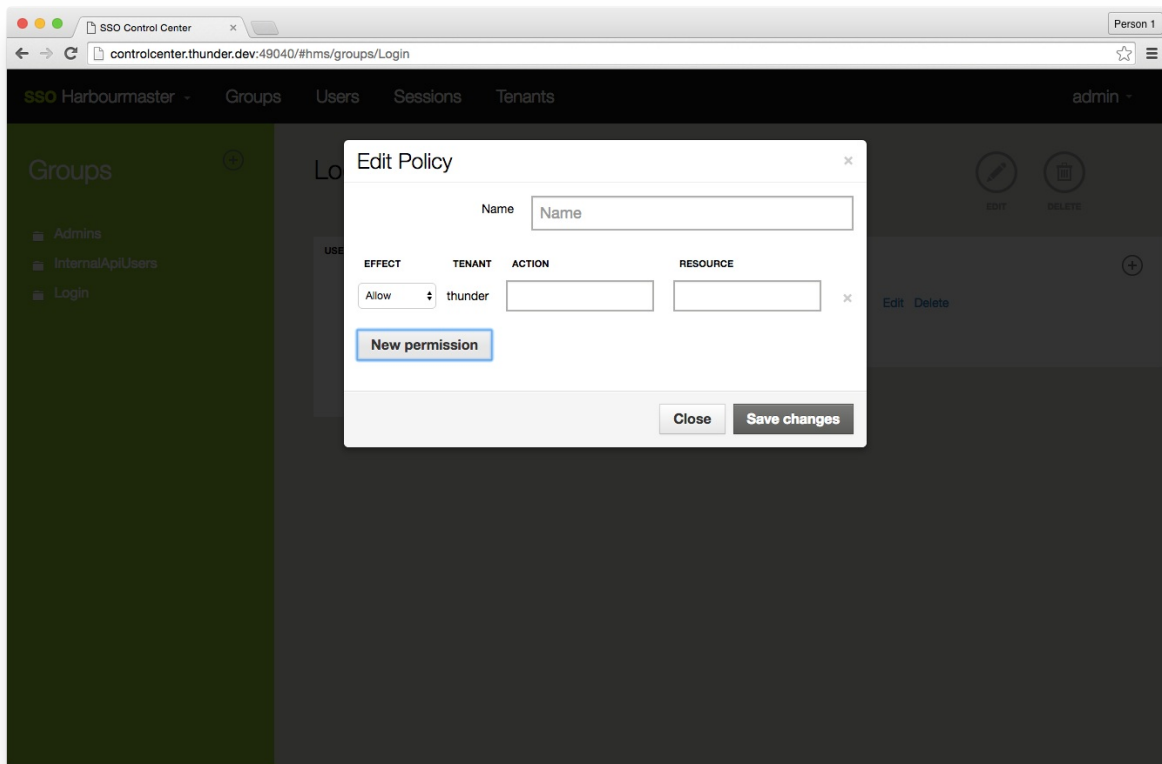 SSO Control Center
Person 1
controlcenter.thunder.dev:49040/#hms/groups/Login
SSO Harbourmaster Groups Users Sessions Tenants admin
Groups
Admins
InternalApiUsers
Login
Lo
EDIT DELETE
USE
Edit Delete
Edit Policy
Name Name
EFFECT TENANT ACTION RESOURCE
Allow thunder
New permission
Close Save changes